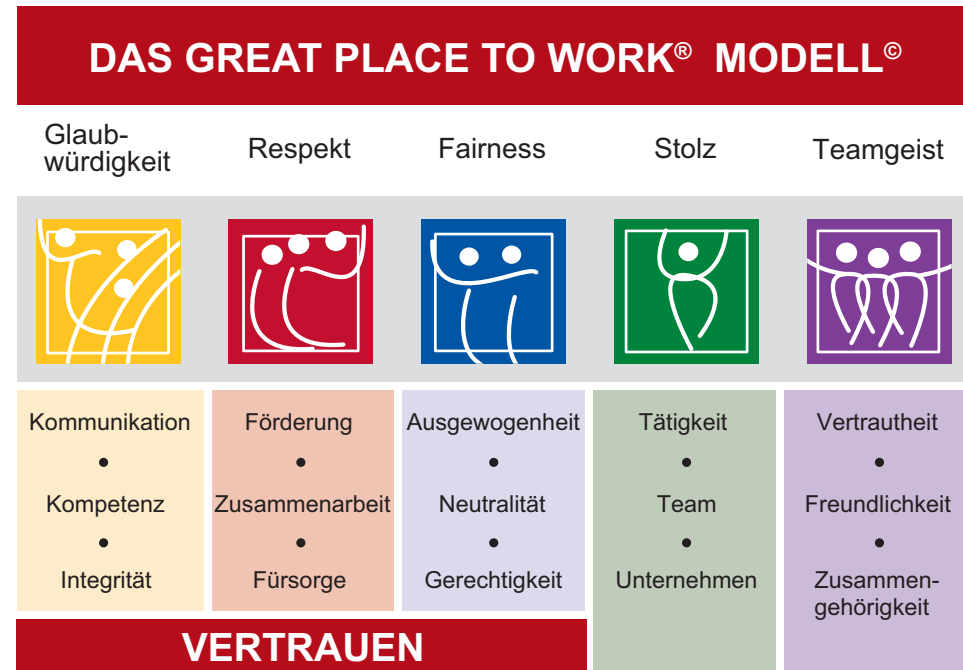 DAS GREAT PLACE TO WORK® MODELL©
Glaub-
würdigkeit
Respekt
Fairness
Stolz
Teamgeist
Kommunikation
•
Kompetenz
•
Integrität
Förderung
•
Zusammenarbeit
•
Fürsorge
Ausgewogenheit
•
Neutralität
•
Gerechtigkeit
Tätigkeit
•
Team
•
Unternehmen
Vertrautheit
•
Freundlichkeit
•
Zusammen-
gehörigkeit
VERTRAUEN